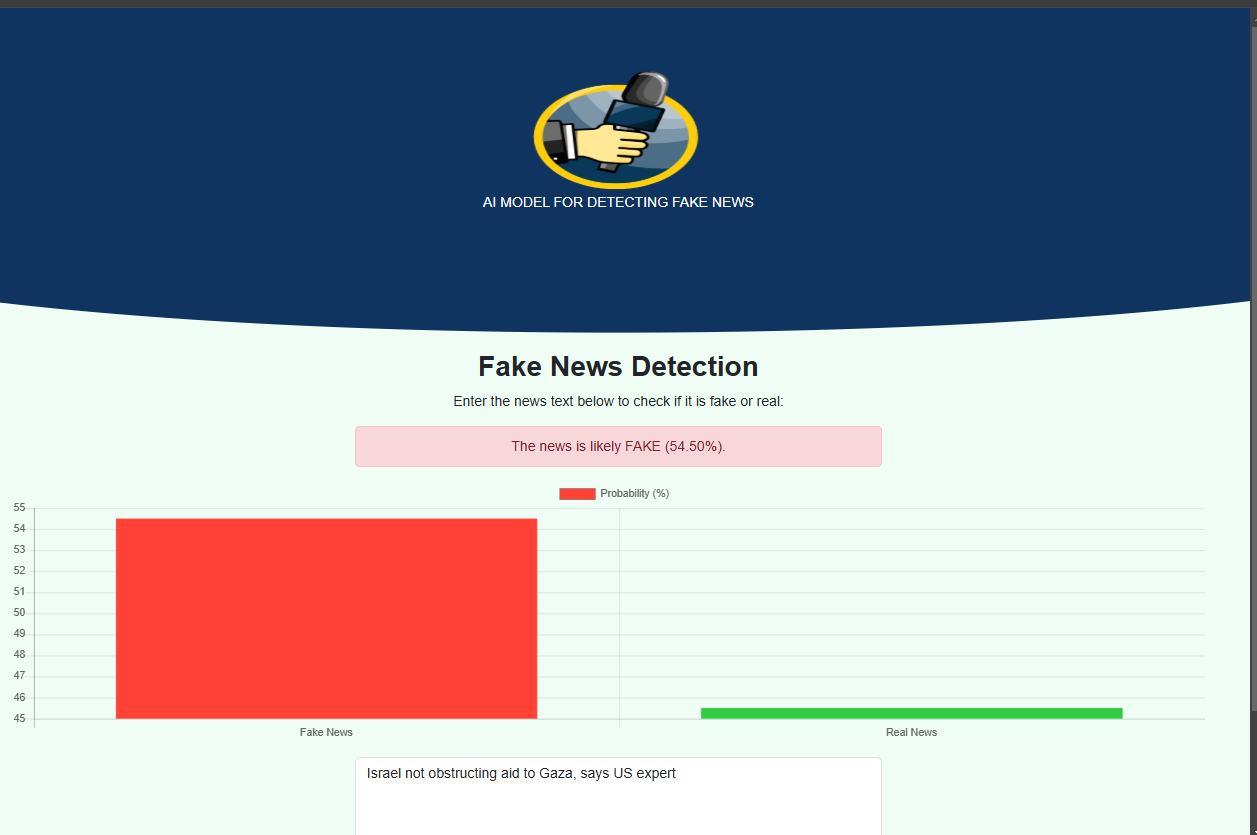 AI MODEL FOR DETECTING FAKE NEWS
Fake News Detection
Enter the news text below to check if it is fake or real:
The news is likely FAKE (54.50%).
Probability (%)
55
54
53
52
51
50
49
48
47
46
45
Fake News
Real News
Israel not obstructing aid to Gaza, says US expert